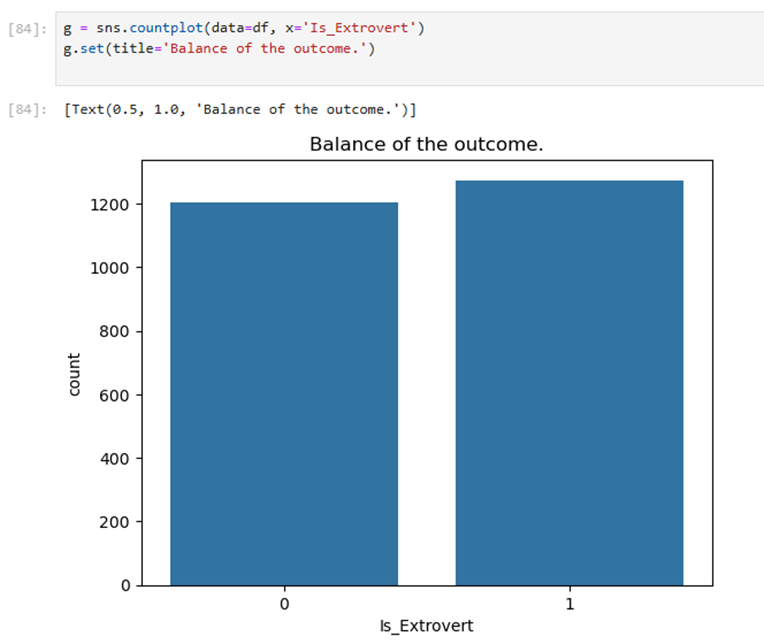 [84]: g = sns.countplot(data=df, x='Is_Extrovert')
g.set(title='Balance of the outcome.')
[84]: [Text(0.5, 1.0, 'Balance of the outcome.')]
Balance of the outcome.
1200
1000
800
600
400
200
0
count
0 1
Is_Extrovert